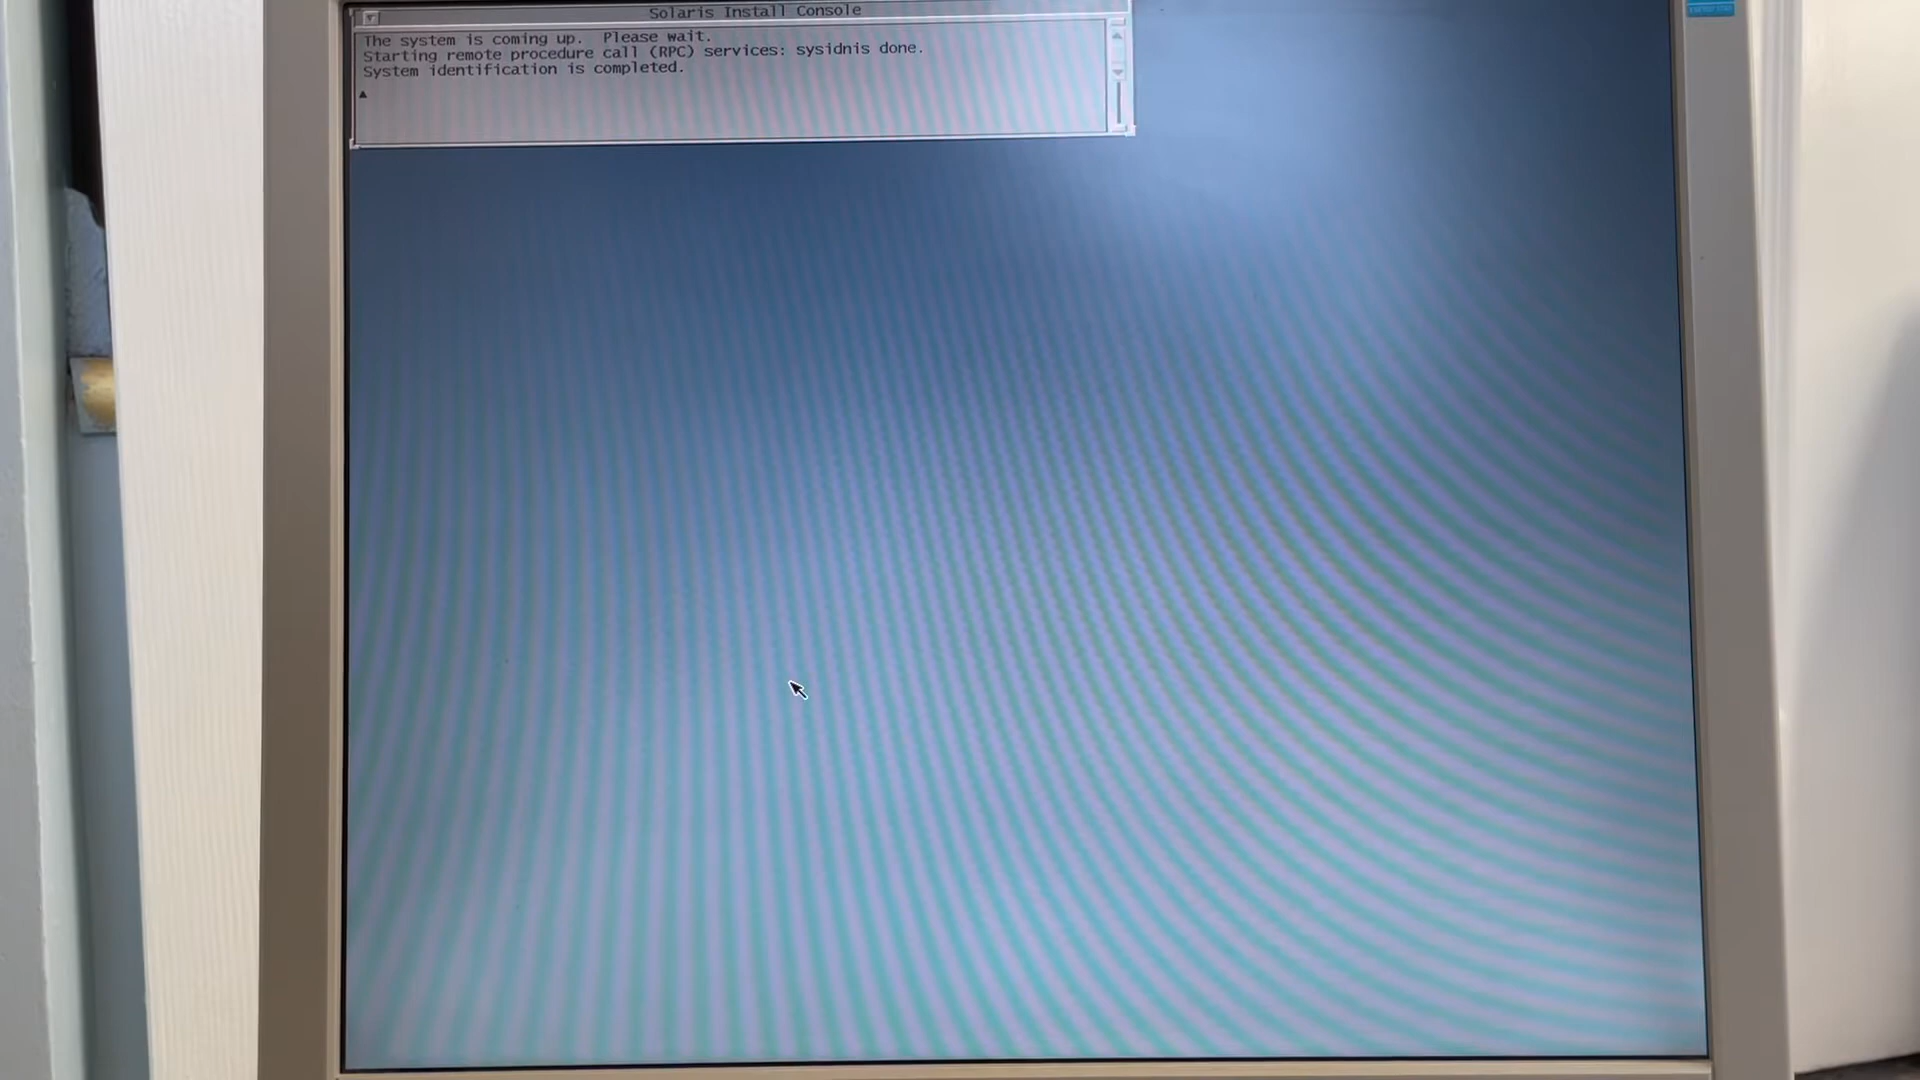 Solaris Install Console
The system is coming up.  Please wait.
Starting remote procedure call (RPC) services: sysidnis done.
System identification is completed.